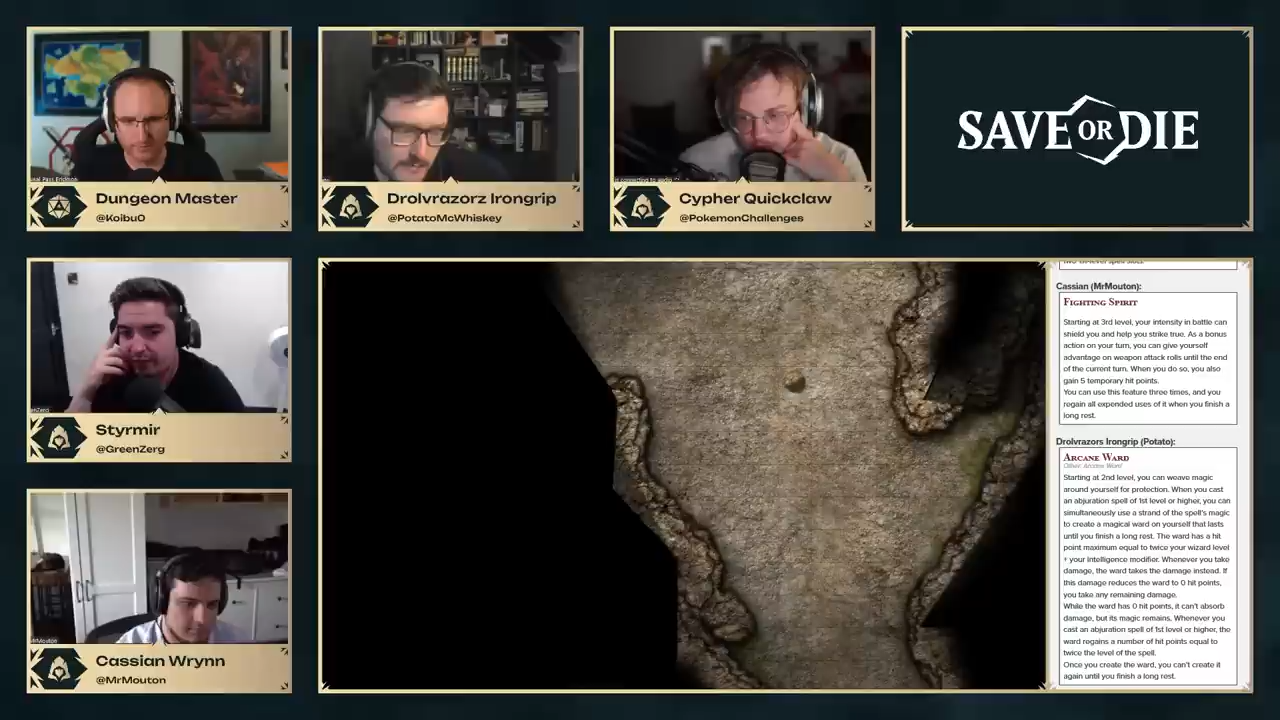 Dungeon Master
@KoibuO
Drolvrazorz Irongrip
@PotatoMcWhiskey
Cypher Quickclaw
@PokemonChallenges
SAVE OR DIE
Styrmir
@GreenZerg
MrMouton
Cassian Wrynn
@MrMouton
Cassian (MrMouton):
Fighting Spirit
Starting at 3rd level, your intensity in battle can
shield you and help you strike true. As a bonus
action on your turn, you can give yourself
advantage on weapon attack rolls until the end
of the current turn. When you do so, you also
gain 5 temporary hit points.
You can use this feature three times, and you
regain all expended uses of it when you finish a
long rest.
Drolvrazors Irongrip (Potato):
Arcane Ward
Other: Arcane Ward
Starting at 2nd level, you can weave magic
around yourself for protection. When you cast
an abjuration spell of 1st level or higher, you can
simultaneously use a strand of the spell's magic
to create a magical ward on yourself that lasts
until you finish a long rest. The ward has a hit
point maximum equal to twice your wizard level
+ your Intelligence modifier. Whenever you take
damage, the ward takes the damage instead. If
this damage reduces the ward to 0 hit points,
you take any remaining damage.
While the ward has 0 hit points, it can't absorb
damage, but its magic remains. Whenever you
cast an abjuration spell of 1st level or higher, the
ward regains a number of hit points equal to
twice the level of the spell.
Once you create the ward, you can't create it
again until you finish a long rest.